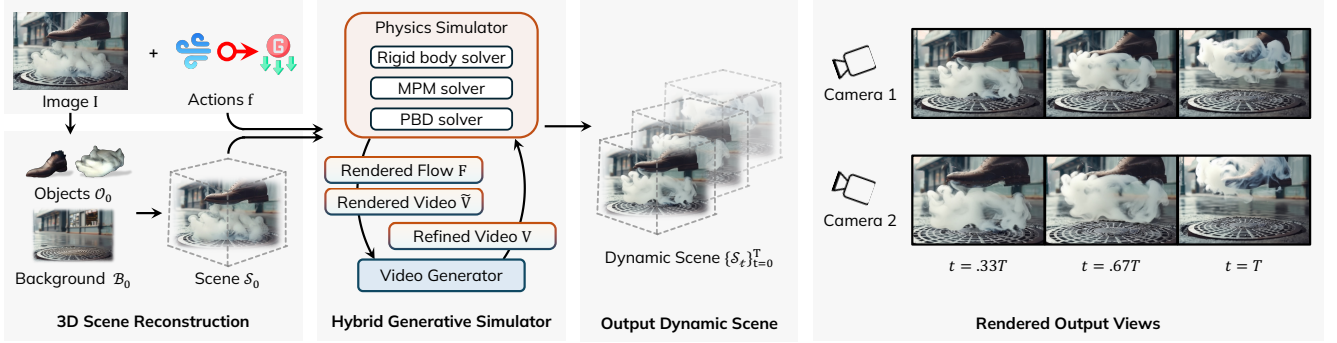 Image I
+
Actions f
G
Objects 𝒪₀
Background ℬ₀
Scene 𝒮₀
3D Scene Reconstruction
Physics Simulator
Rigid body solver
MPM solver
PBD solver
Rendered Flow F
Rendered Video Ṽ
Refined Video V
Video Generator
Hybrid Generative Simulator
Dynamic Scene {𝒮ₜ}ᵀₜ₌₀
Output Dynamic Scene
Camera 1
Camera 2
t = .33T
t = .67T
t = T
Rendered Output Views